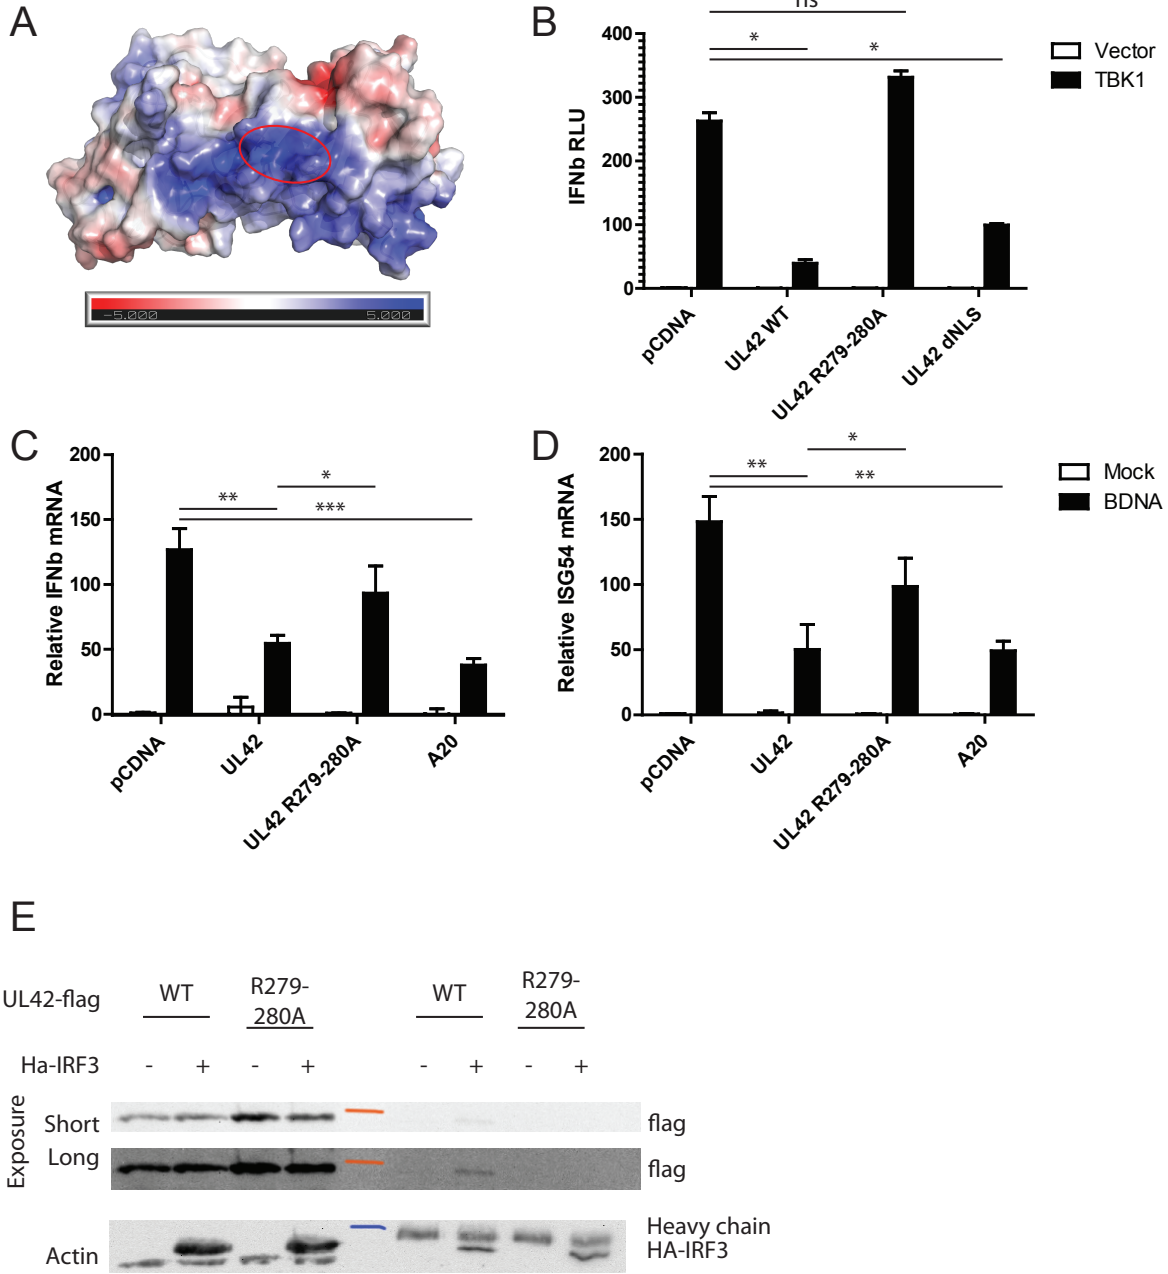 A
-5.000 5.000
B
ns
* *
400
300
200
100
0
IFNb RLU
Vector
TBK1
pCDNA
UL42 WT
UL42 R279-280A
UL42 dNLS
C
200
150
100
50
0
Relative IFNb mRNA
*
**
***
pCDNA
UL42
UL42 R279-280A
A20
D
200
150
100
50
0
Relative ISG54 mRNA
*
**
**
Mock
BDNA
pCDNA
UL42
UL42 R279-280A
A20
E
UL42-flag WT R279-280A WT R279-280A
Ha-IRF3 - + - + - + - +
Exposure
Short flag
Long flag
Heavy chain
Actin HA-IRF3